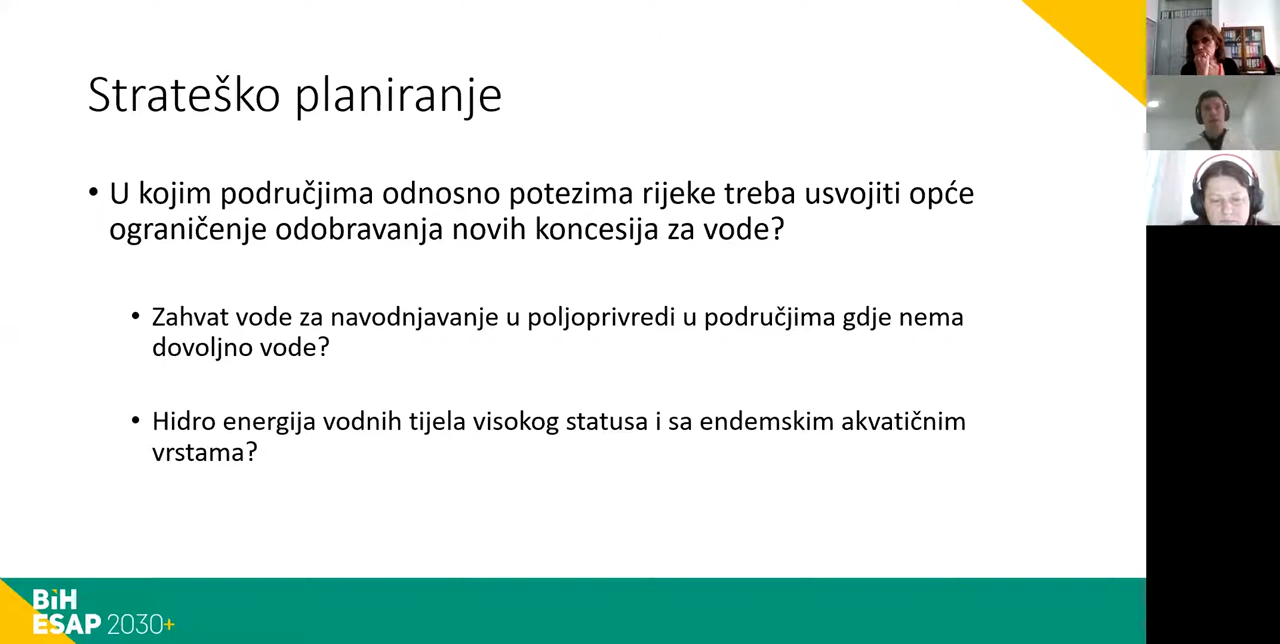 Strateško planiranje
• U kojim područjima odnosno potezima rijeke treba usvojiti opće
ograničenje odobravanja novih koncesija za vode?
• Zahvat vode za navodnjavanje u poljoprivredi u područjima gdje nema
dovoljno vode?
• Hidro energija vodnih tijela visokog statusa i sa endemskim akvatičnim
vrstama?
BiH
ESAP 2030+